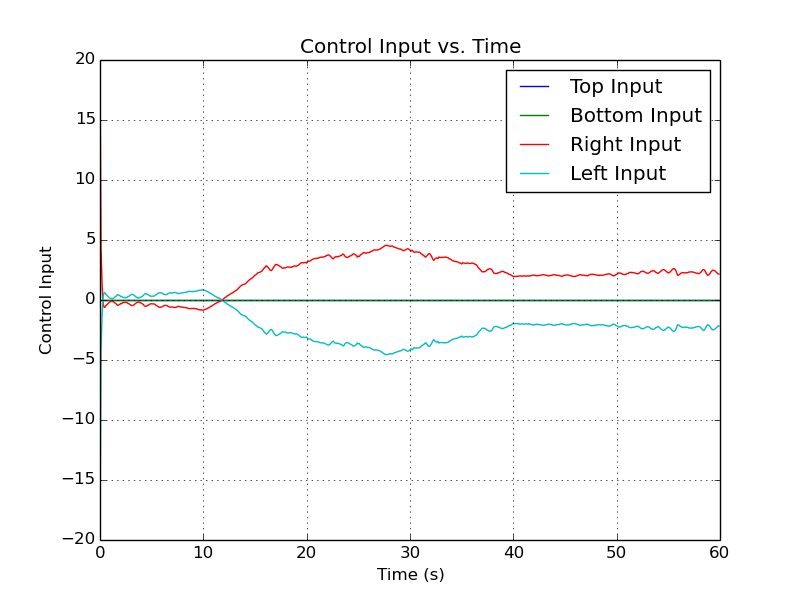 Control Input vs. Time
Top Input
Bottom Input
Right Input
Left Input
20
15
10
5
0
−5
−10
−15
−20
Control Input
0 10 20 30 40 50 60
Time (s)